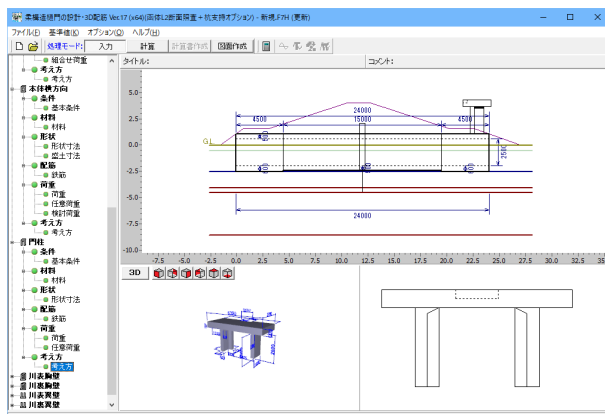 柔構造樋門の設計・3D配筋 Ver.17 (x64)(函体L2断面照査+杭支持オプション) - 新規.F7H (更新)
ファイル(F) 基準値(K) オプション(O) ヘルプ(H)
処理モード: 入力 計算 計算書作成 図面作成
タイトル: コメント:
組合せ荷重
考え方
考え方
本体横方向
条件
基本条件
材料
材料
形状
形状寸法
盛土寸法
配筋
鉄筋
荷重
荷重
任意荷重
検討荷重
考え方
考え方
門柱
条件
基本条件
材料
材料
形状
形状寸法
配筋
鉄筋
荷重
荷重
任意荷重
考え方
考え方
川表胸壁
川裏胸壁
川表翼壁
川裏翼壁
5.0
2.5
0.0
-2.5
-5.0
-7.5
-10.0
24000
4500 15000 4500
G.L
2500
24000
-7.5 -5.0 -2.5 0.0 2.5 5.0 7.5 10.0 12.5 15.0 17.5 20.0 22.5 25.0 27.5 30.0 32.5 35
3D